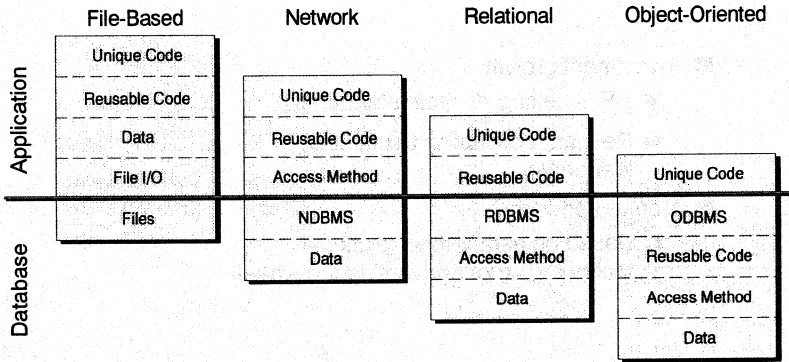 File-Based
Network
Relational
Object-Oriented
Application
Database
Unique Code
Reusable Code
Data
File I/O
Files
Unique Code
Reusable Code
Access Method
NDBMS
Data
Unique Code
Reusable Code
RDBMS
Access Method
Data
Unique Code
ODBMS
Reusable Code
Access Method
Data